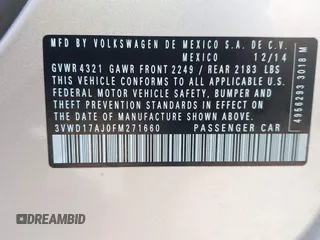 MFD BY VOLKSWAGEN DE MEXICO S.A. DE C.V.
MEXICO 12/14
GVWR 4321 GAWR FRONT 2249 / REAR 2183 LBS
THIS VEHICLE CONFORMS TO ALL APPLICABLE U.S.
FEDERAL MOTOR VEHICLE SAFETY, BUMPER AND
THEFT PREVENTION STANDARDS IN EFFECT ON THE
DATE OF MANUFACTURE SHOWN ABOVE.
3VWD17AJ0FM271660 PASSENGER CAR
4956293 3018 M
DREAMBID